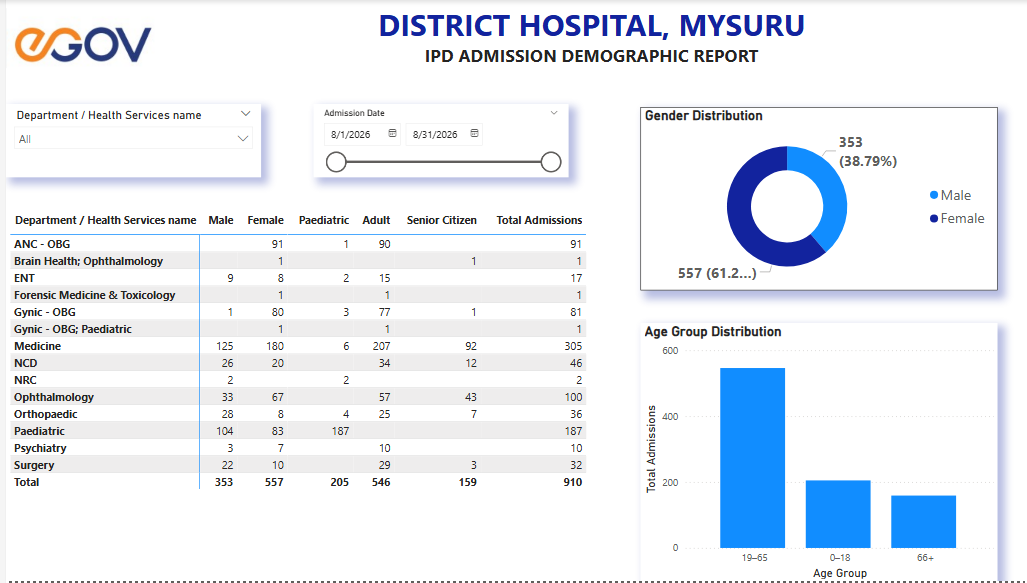 eGOV
DISTRICT HOSPITAL, MYSURU
IPD ADMISSION DEMOGRAPHIC REPORT
Department / Health Services name
All
Admission Date
8/1/2026 8/31/2026
Department / Health Services name Male Female Paediatric Adult Senior Citizen Total Admissions
ANC - OBG 91 1 90 91
Brain Health; Ophthalmology 1 1 1
ENT 9 8 2 15 17
Forensic Medicine & Toxicology 1 1 1
Gynic - OBG 1 80 3 77 1 81
Gynic - OBG; Paediatric 1 1 1
Medicine 125 180 6 207 92 305
NCD 26 20 34 12 46
NRC 2 2 2
Ophthalmology 33 67 57 43 100
Orthopaedic 28 8 4 25 7 36
Paediatric 104 83 187 187
Psychiatry 3 7 10 10
Surgery 22 10 29 3 32
Total 353 557 205 546 159 910
Gender Distribution
353
(38.79%)
Male
Female
557 (61.2...)
Age Group Distribution
600
400
200
0
Total Admissions
19–65 0–18 66+
Age Group